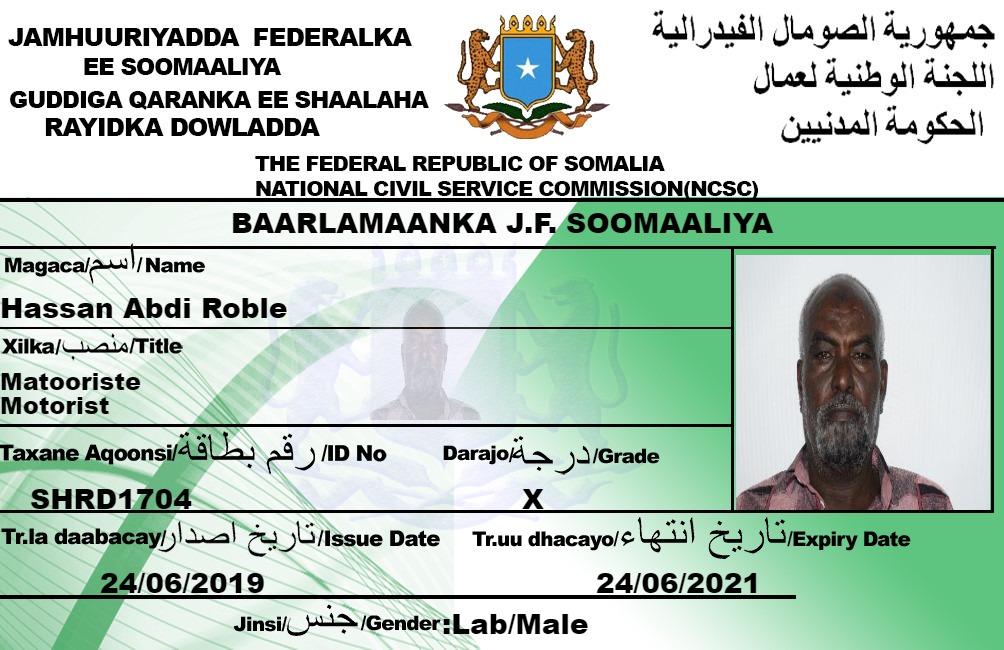 JAMHUURIYADDA FEDERALKA
EE SOOMAALIYA
GUDDIGA QARANKA EE SHAALAHA
RAYIDKA DOWLADDA
جمهورية الصومال الفيدرالية
اللجنة الوطنية لعمال
الحكومة المدنيين
THE FEDERAL REPUBLIC OF SOMALIA
NATIONAL CIVIL SERVICE COMMISSION(NCSC)
BAARLAMAANKA J.F. SOOMAALIYA
Magaca/اسم/Name
Hassan Abdi Roble
Xilka/منصب/Title
Matooriste
Motorist
Taxane Aqoonsi/رقم بطاقة/ID No
Darajo/درجة/Grade
SHRD1704
X
Tr.la daabacay/تاريخ اصدار/Issue Date
Tr.uu dhacayo/تاريخ انتهاء/Expiry Date
24/06/2019
24/06/2021
Jinsi/جنس/Gender:Lab/Male